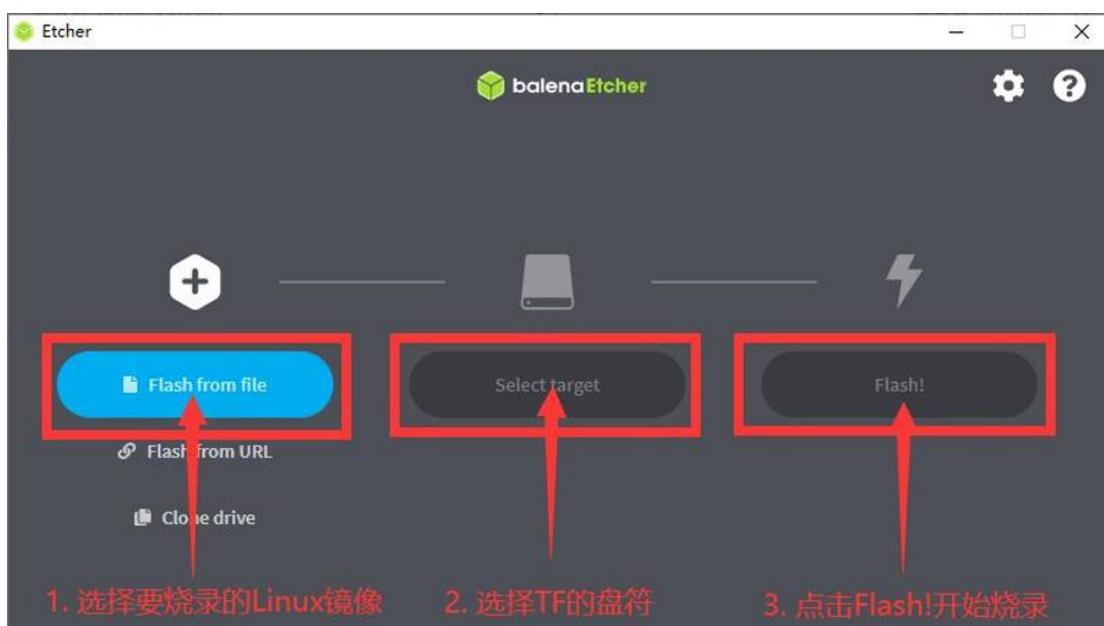 Etcher
balenaEtcher
Flash from file
Select target
Flash!
Flash from URL
Clone drive
1. 选择要烧录的Linux镜像
2. 选择TF的盘符
3. 点击Flash!开始烧录